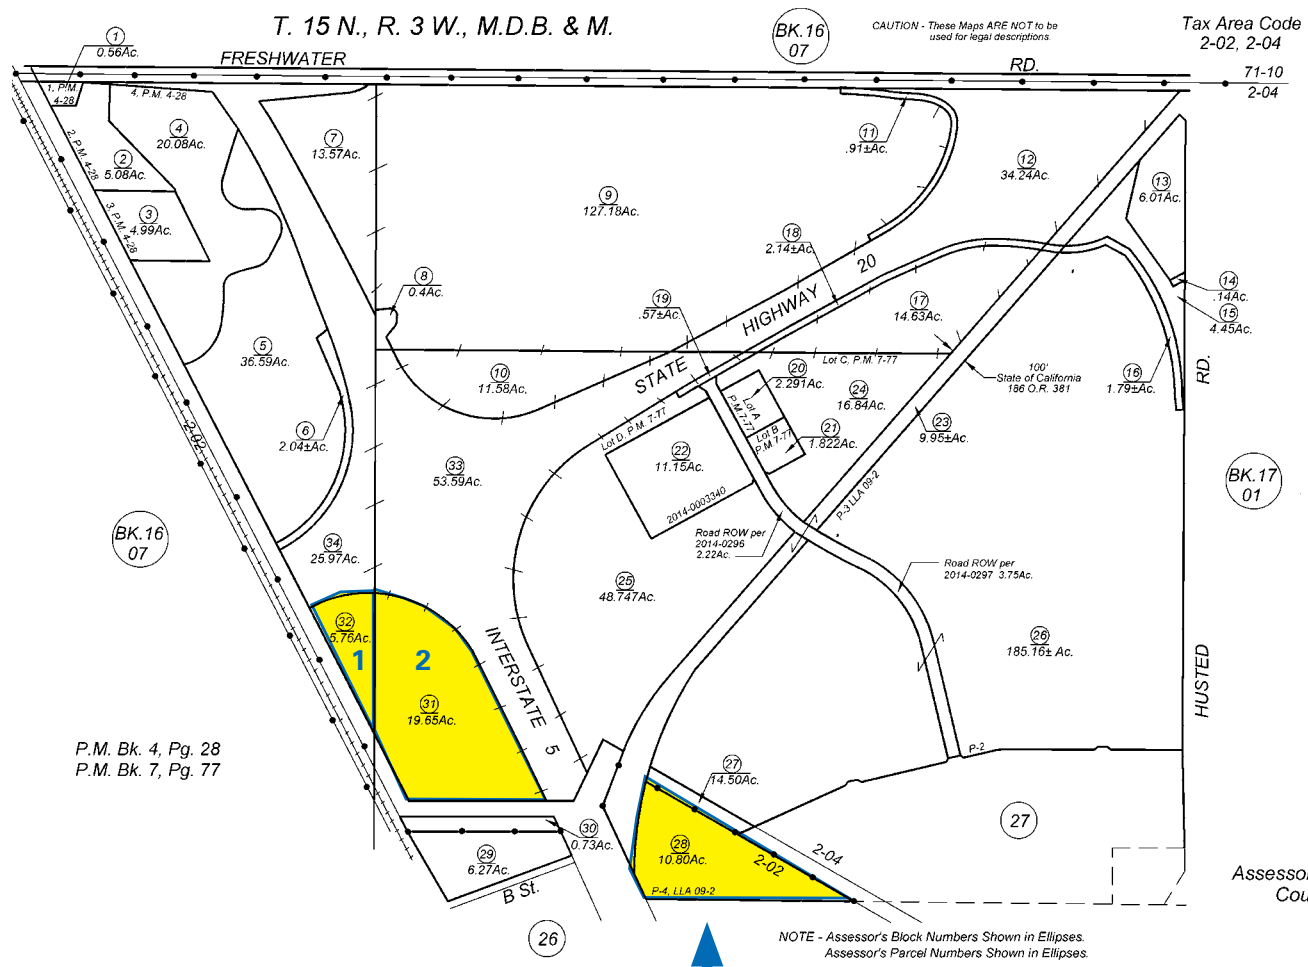 T. 15 N., R. 3 W., M.D.B. & M.
BK.16
07
CAUTION - These Maps ARE NOT to be
used for legal descriptions.
Tax Area Code
2-02, 2-04
71-10
2-04
FRESHWATER
RD.
1
0.56Ac.
1, P.M.
4-28
4, P.M. 4-28
2, P.M. 4-28
3, P.M. 4-28
2
5.08Ac.
3
4.99Ac.
4
20.08Ac.
7
13.57Ac.
9
127.18Ac.
11
.91±Ac.
12
34.24Ac.
13
6.01Ac.
14
.14Ac.
15
4.45Ac.
18
2.14±Ac.
8
0.4Ac.
19
.57±Ac.
STATE HIGHWAY 20
17
14.63Ac.
5
36.59Ac.
10
11.58Ac.
Lot C, P.M. 7-77
20
2.291Ac.
24
16.84Ac.
100'
State of California
186 O.R. 381
16
1.79±Ac.
RD.
6
2.04±Ac.
2-02
Lot D, P.M. 7-77
Lot A
P.M.7-77
Lot B
P.M 7-77
21
1.822Ac.
23
9.95±Ac.
22
11.15Ac.
33
53.59Ac.
2014-0003340
P-3 LLA 09-2
BK.17
01
BK.16
07
34
25.97Ac.
Road ROW per
2014-0296
2.22Ac.
Road ROW per
2014-0297 3.75Ac.
25
48.747Ac.
32
5.76Ac.
1
2
31
19.65Ac.
INTERSTATE 5
26
185.16± Ac.
HUSTED
P.M. Bk. 4, Pg. 28
P.M. Bk. 7, Pg. 77
P-2
27
14.50Ac.
27
30
0.73Ac.
29
6.27Ac.
28
10.80Ac.
2-02
2-04
P-4, LLA 09-2
B St.
26
Assessor
Cou
NOTE - Assessor's Block Numbers Shown in Ellipses.
Assessor's Parcel Numbers Shown in Ellipses.